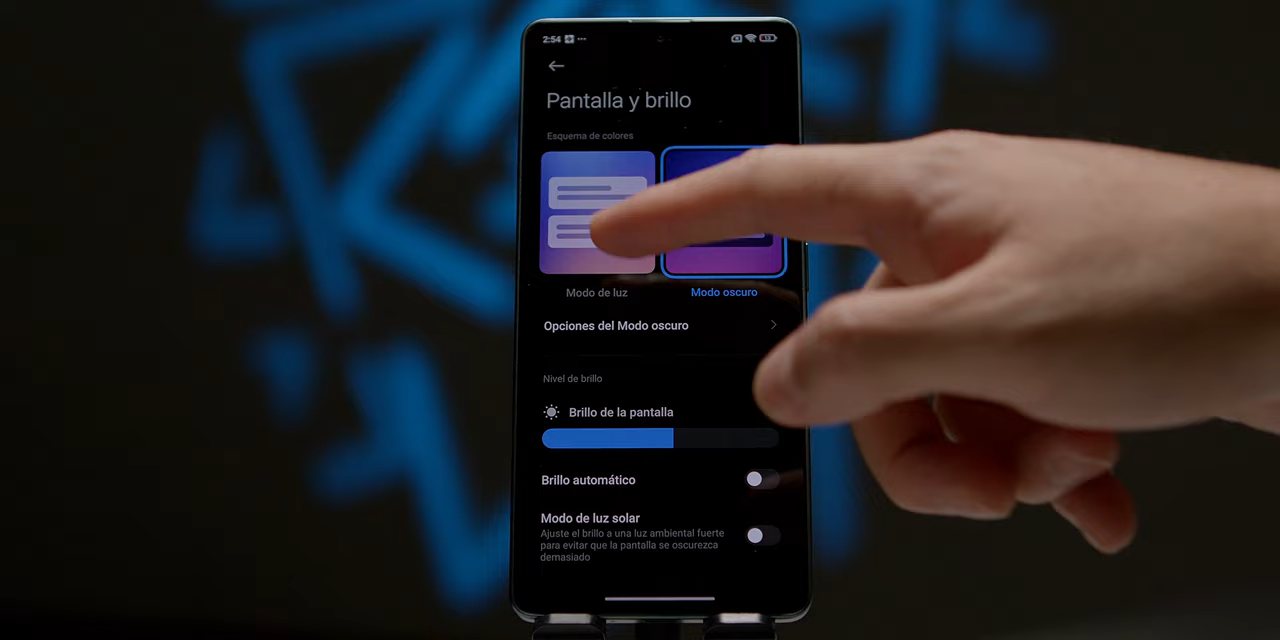 2:54
Pantalla y brillo
Esquema de colores
Modo de luz
Modo oscuro
Opciones del Modo oscuro
Nivel de brillo
Brillo de la pantalla
Brillo automático
Modo de luz solar
Ajuste el brillo a una luz ambiental fuerte
para evitar que la pantalla se oscurezca
demasiado